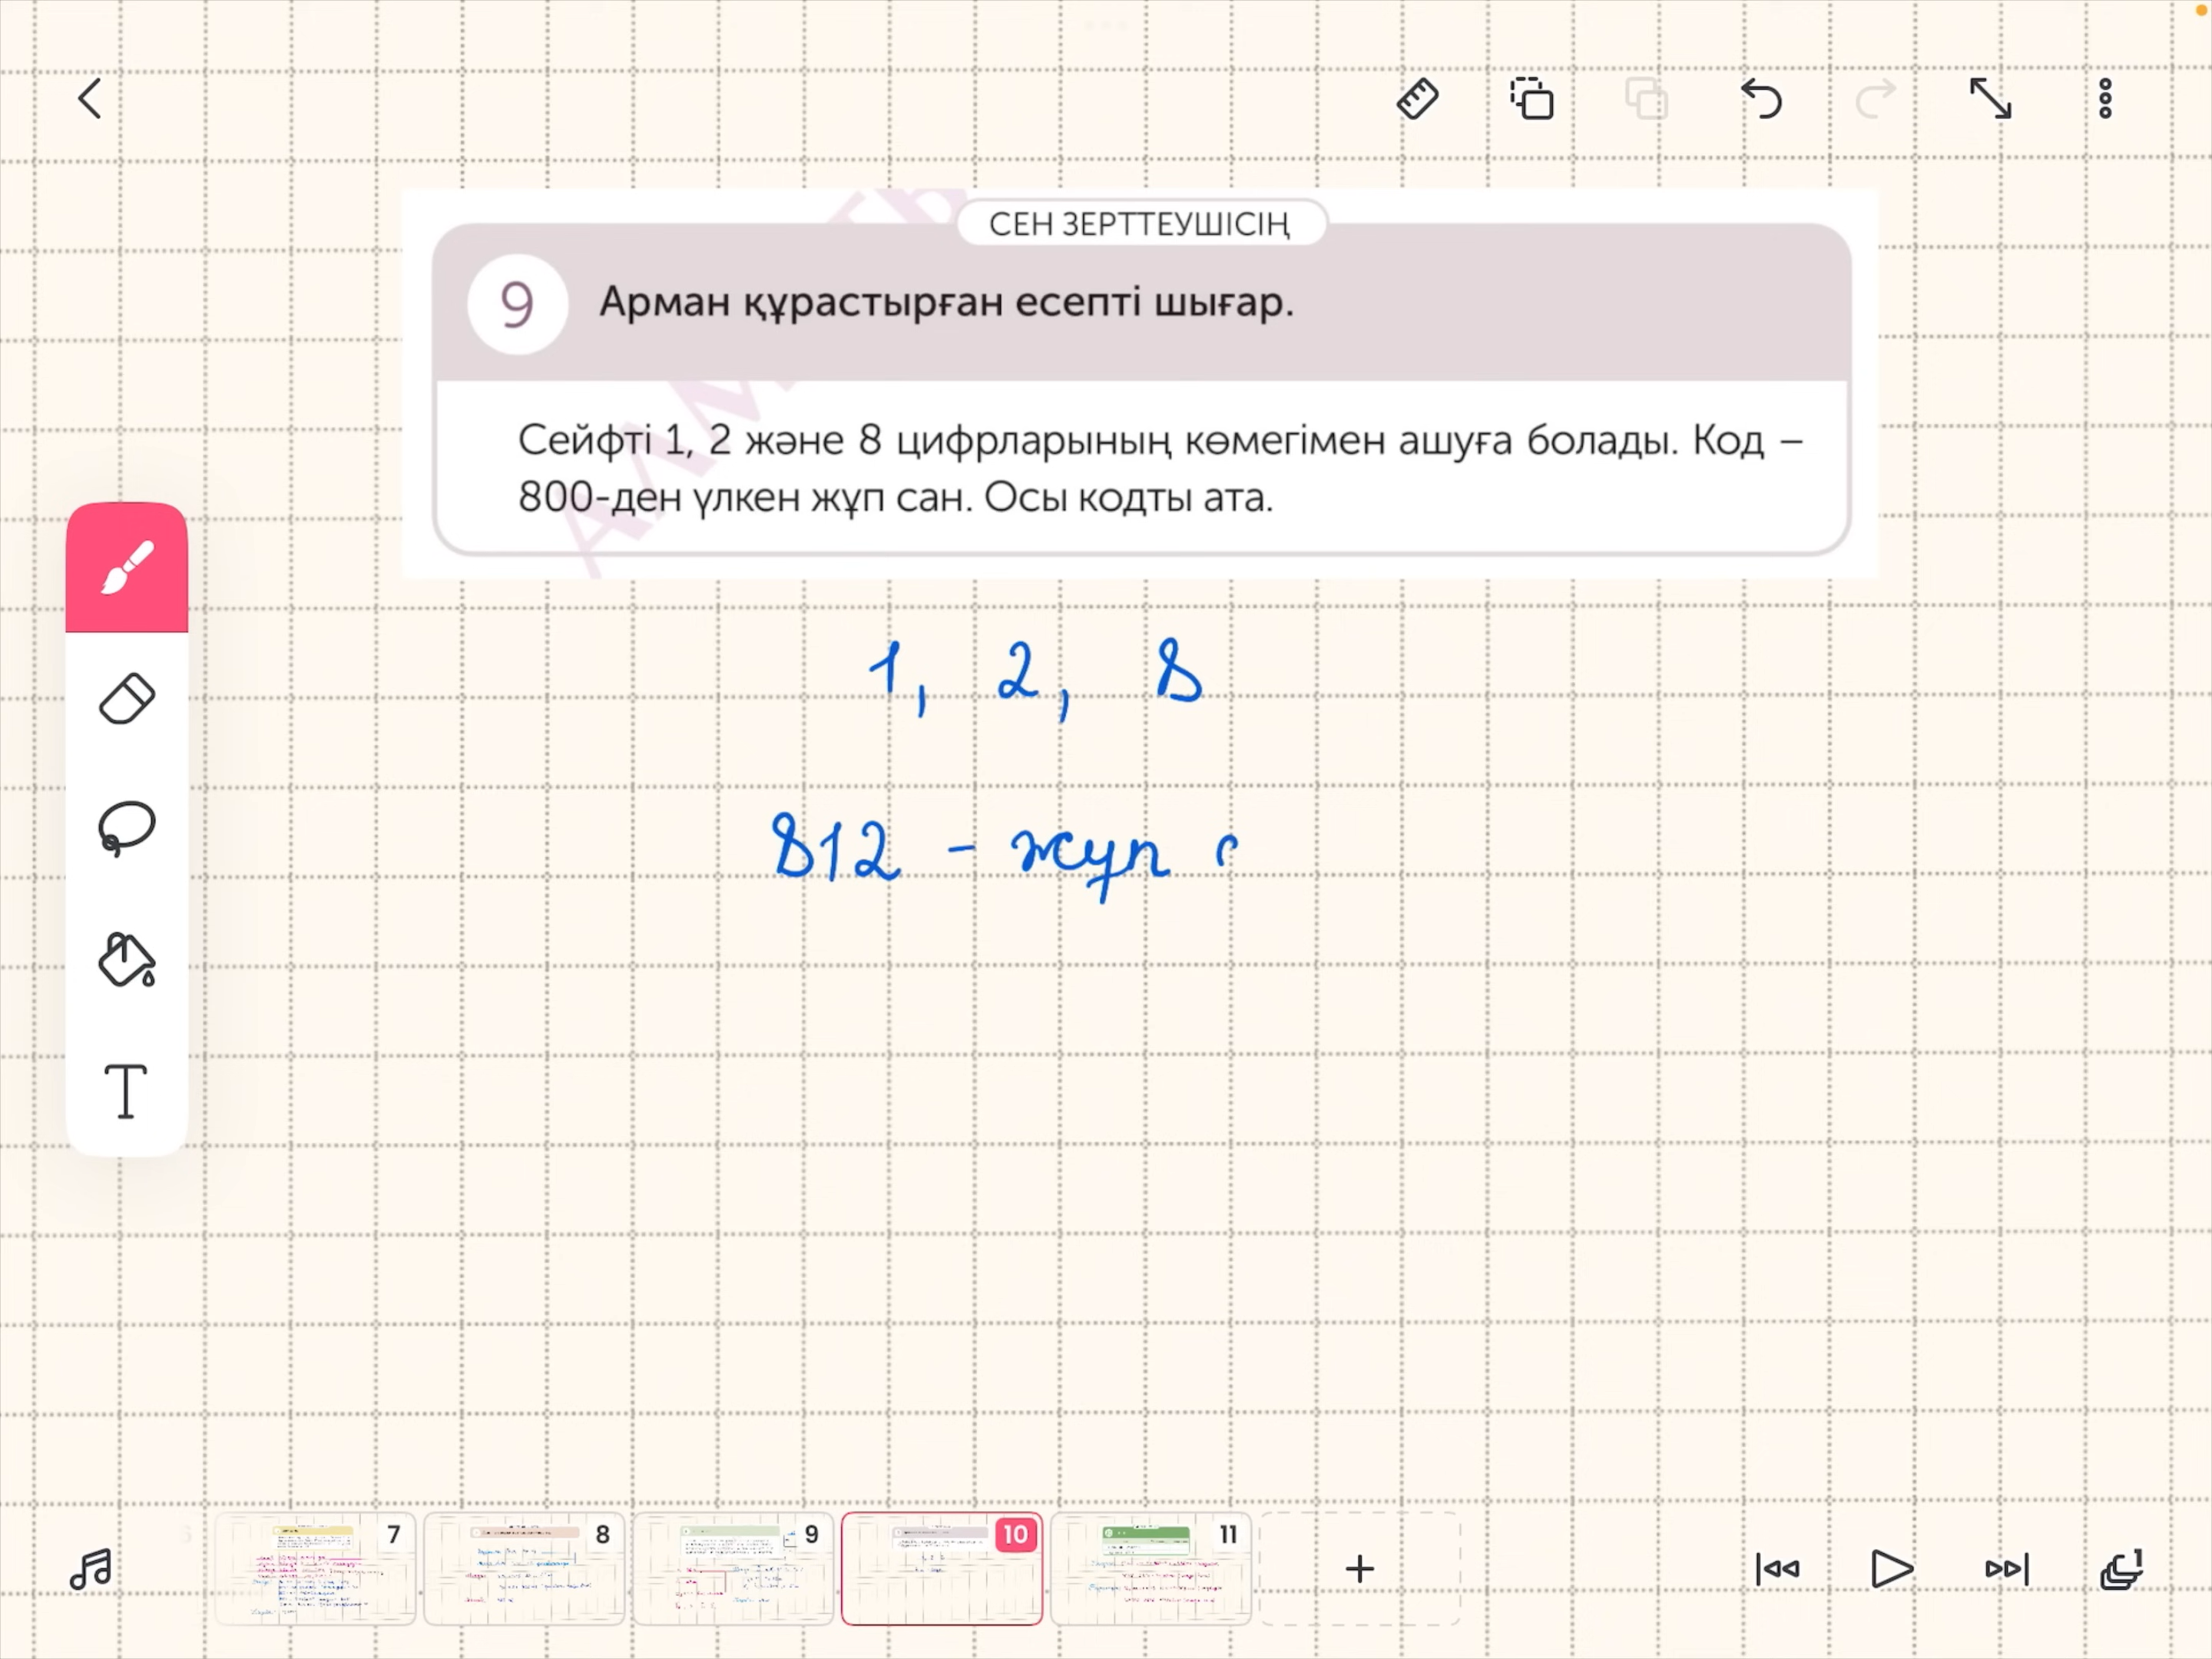 СЕН ЗЕРТТЕУШІСІҢ
9 Арман құрастырған есепті шығар.
Сейфті 1, 2 және 8 цифрларының көмегімен ашуға болады. Код –
800-ден үлкен жұп сан. Осы кодты ата.
1, 2, 8
812 - жұп с
T
7 8 9 10 11